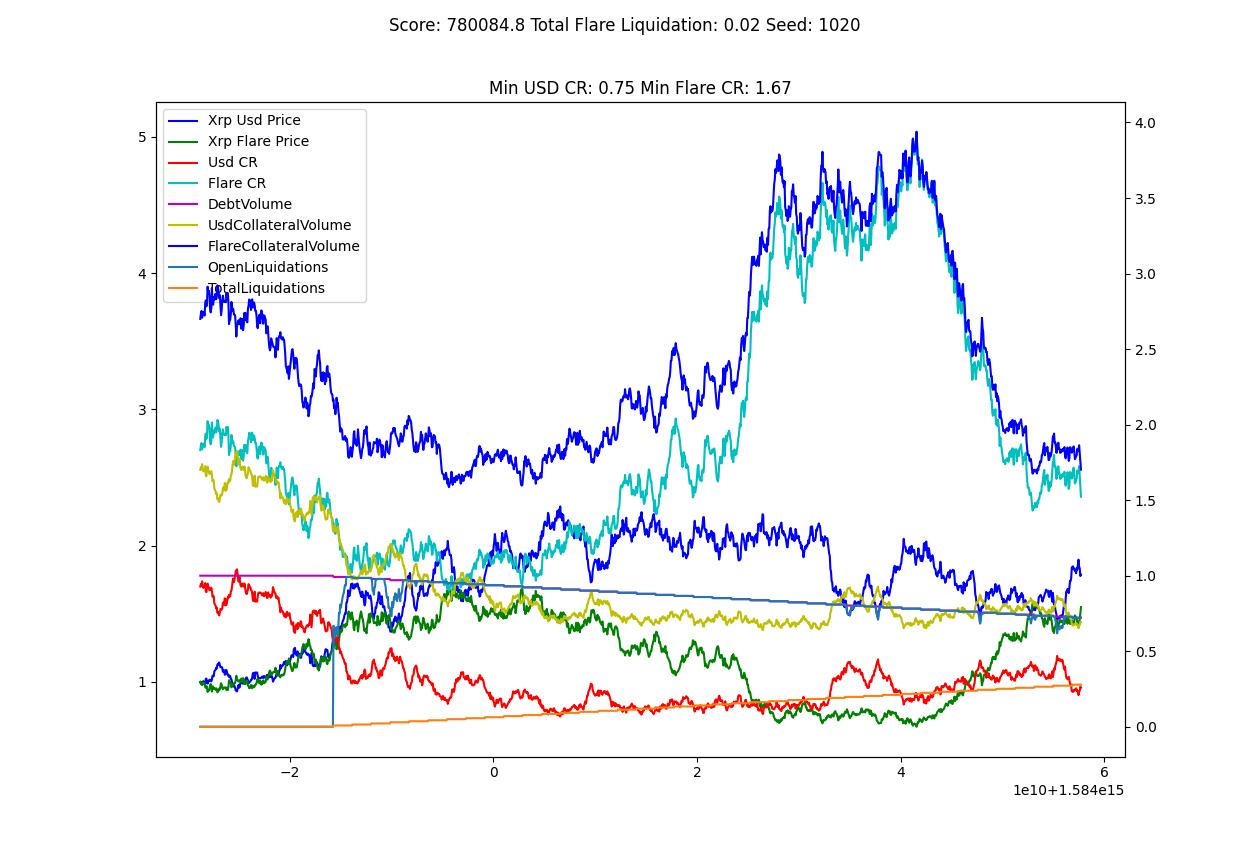 Score: 780084.8 Total Flare Liquidation: 0.02 Seed: 1020
Min USD CR: 0.75 Min Flare CR: 1.67
Xrp Usd Price
Xrp Flare Price
Usd CR
Flare CR
DebtVolume
UsdCollateralVolume
FlareCollateralVolume
OpenLiquidations
TotalLiquidations
5
4
3
2
1
4.0
3.5
3.0
2.5
2.0
1.5
1.0
0.5
0.0
−2 0 2 4 6
1e10+1.584e15